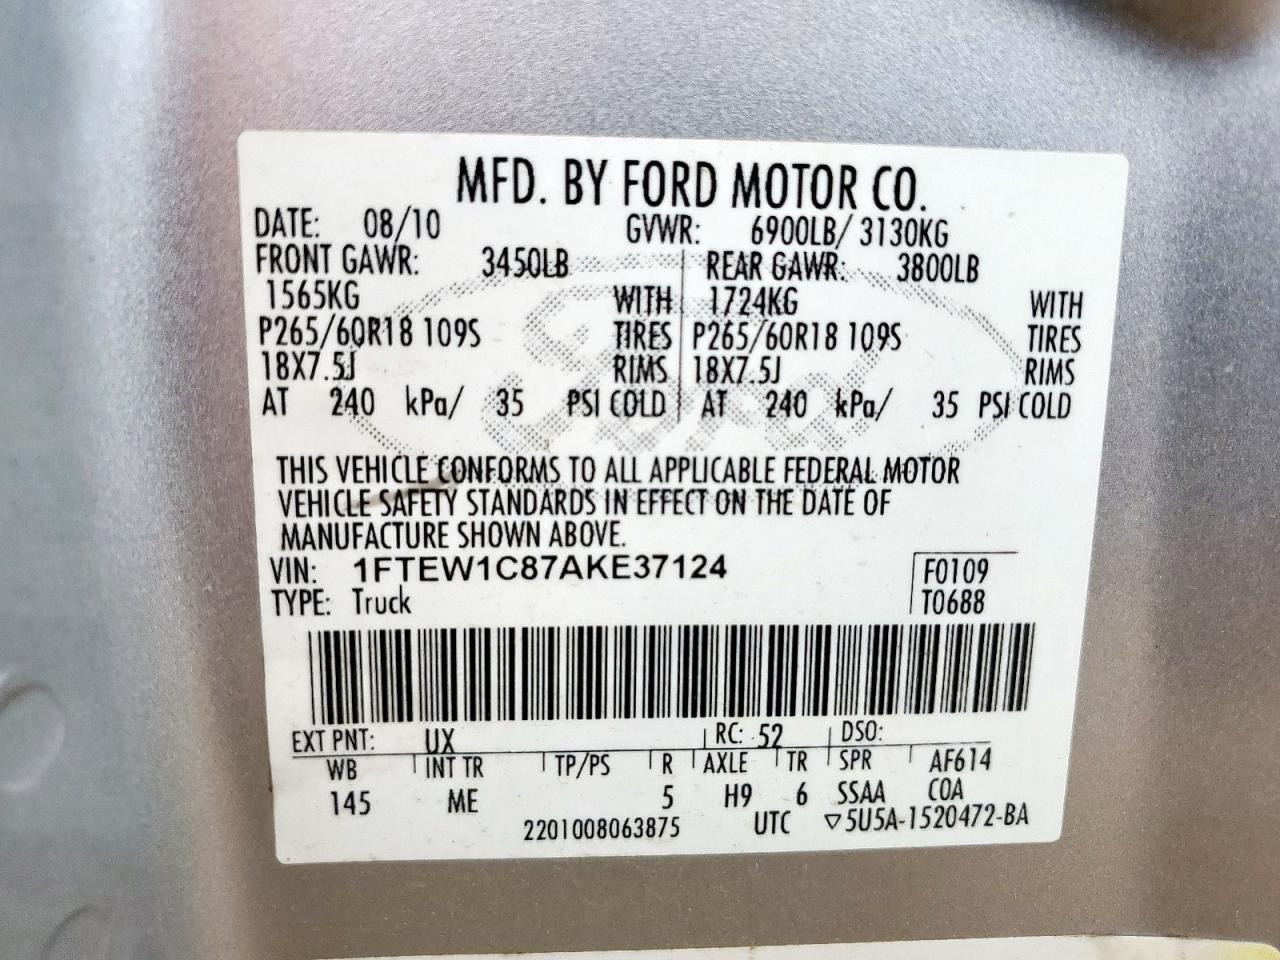 MFD. BY FORD MOTOR CO.
DATE: 08/10 GVWR: 6900LB/ 3130KG
FRONT GAWR: 3450LB REAR GAWR: 3800LB
1565KG WITH 1724KG WITH
P265/60R18 109S TIRES P265/60R18 109S TIRES
18X7.5J RIMS 18X7.5J RIMS
AT 240 kPa/ 35 PSI COLD AT 240 kPa/ 35 PSI COLD
Ford
THIS VEHICLE CONFORMS TO ALL APPLICABLE FEDERAL MOTOR
VEHICLE SAFETY STANDARDS IN EFFECT ON THE DATE OF
MANUFACTURE SHOWN ABOVE.
VIN: 1FTEW1C87AKE37124 F0109
TYPE: Truck T0688
EXT PNT: UX RC: 52 DSO:
WB INT TR TP/PS R AXLE TR SPR AF614
145 ME 5 H9 6 SSAA COA
2201008063875 UTC ▽5U5A-1520472-BA